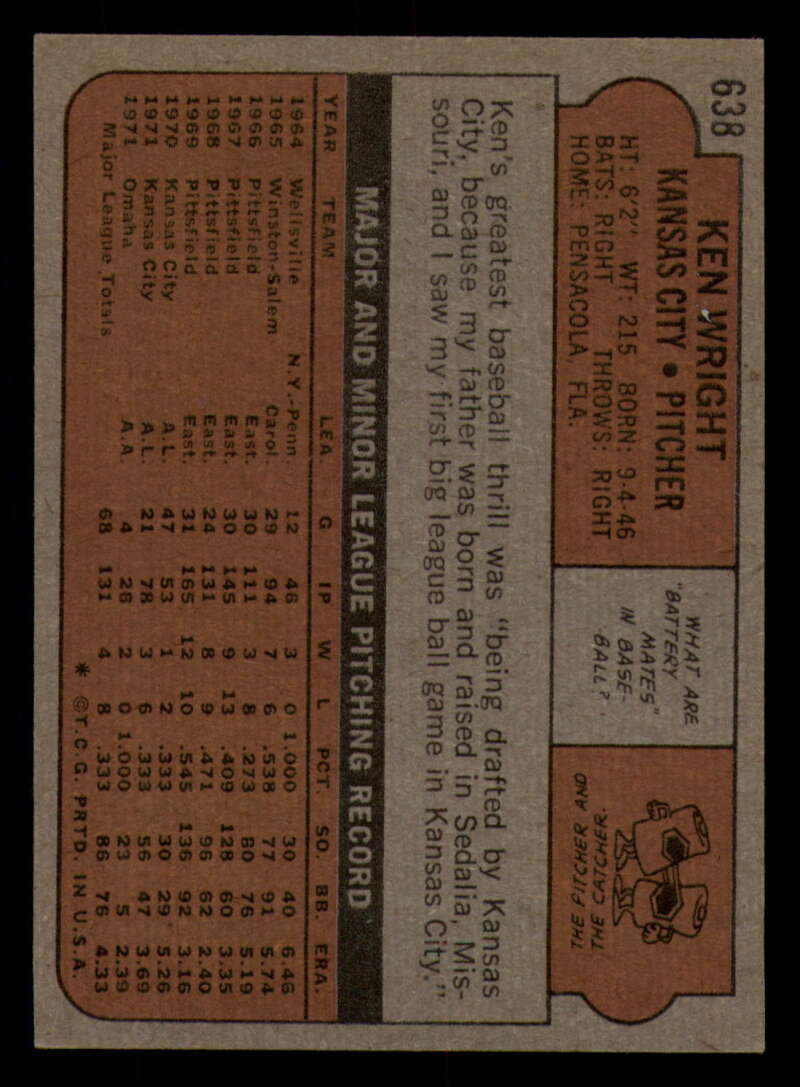 638
KEN WRIGHT
KANSAS CITY • PITCHER
HT: 6'2" WT: 215 BORN: 9-4-46
BATS: RIGHT THROWS: RIGHT
HOME: PENSACOLA, FLA.
WHAT ARE
"BATTERY
MATES"
IN BASE-
BALL?
THE PITCHER AND
THE CATCHER.
Ken's greatest baseball thrill was "being drafted by Kansas
City, because my father was born and raised in Sedalia, Mis-
souri, and I saw my first big league ball game in Kansas City."
MAJOR AND MINOR LEAGUE PITCHING RECORD
YEAR TEAM LEA. G IP W L PCT. SO. BB. ERA.
1964 Wellsville N.Y.-Penn. 12 46 3 0 1.000 30 40 6.46
1965 Winston-Salem Carol. 29 94 7 6 .538 77 91 5.74
1966 Pittsfield East. 30 111 3 8 .273 80 76 5.19
1967 Pittsfield East. 30 145 9 13 .409 128 60 3.35
1968 Pittsfield East. 24 131 8 9 .471 96 62 2.40
1969 Pittsfield East. 31 165 12 10 .545 136 92 3.16
1970 Kansas City A.L. 47 53 1 2 .333 30 29 5.26
1971 Kansas City A.L. 21 78 3 6 .333 56 47 3.69
1971 Omaha A.A. 4 26 2 0 1.000 23 5 2.39
Major League Totals 68 131 4 8 .333 86 76 4.33
* ©T.C.G. PRTD. IN U.S.A.